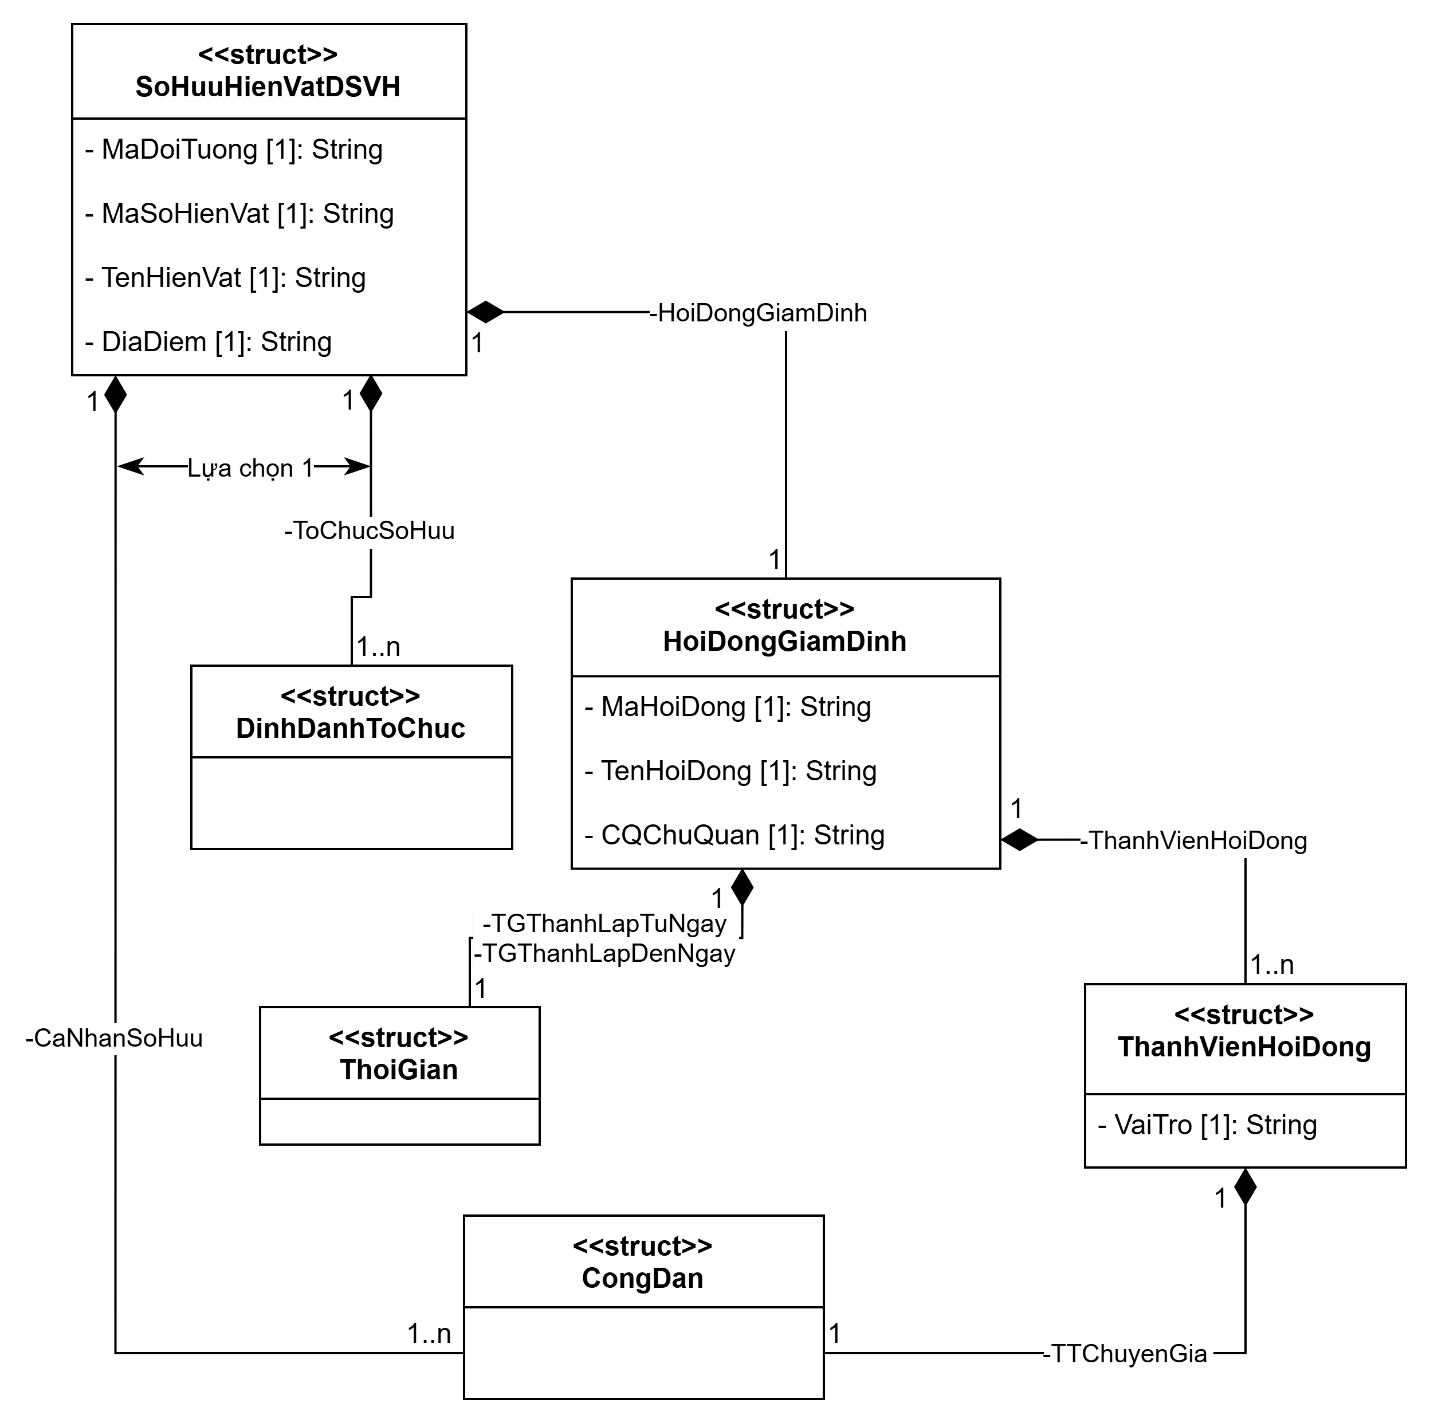 <<struct>>
SoHuuHienVatDSVH
- MaDoiTuong [1]: String
- MaSoHienVat [1]: String
- TenHienVat [1]: String
- DiaDiem [1]: String
-HoiDongGiamDinh
1
1
1
Lựa chọn 1
-ToChucSoHuu
1
1..n
<<struct>>
DinhDanhToChuc
<<struct>>
HoiDongGiamDinh
- MaHoiDong [1]: String
- TenHoiDong [1]: String
- CQChuQuan [1]: String
1
-ThanhVienHoiDong
1
-TGThanhLapTuNgay
-TGThanhLapDenNgay
1
1..n
<<struct>>
ThoiGian
-CaNhanSoHuu
<<struct>>
ThanhVienHoiDong
- VaiTro [1]: String
1
<<struct>>
CongDan
1..n
1
-TTChuyenGia